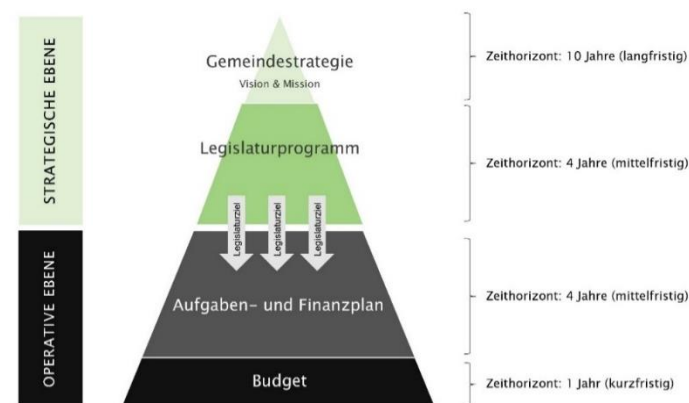 STRATEGISCHE EBENE
Gemeindestrategie
Vision & Mission
Zeithorizont: 10 Jahre (langfristig)
Legislaturprogramm
Zeithorizont: 4 Jahre (mittelfristig)
Legislaturziel
Legislaturziel
Legislaturziel
OPERATIVE EBENE
Aufgaben- und Finanzplan
Zeithorizont: 4 Jahre (mittelfristig)
Budget
Zeithorizont: 1 Jahr (kurzfristig)